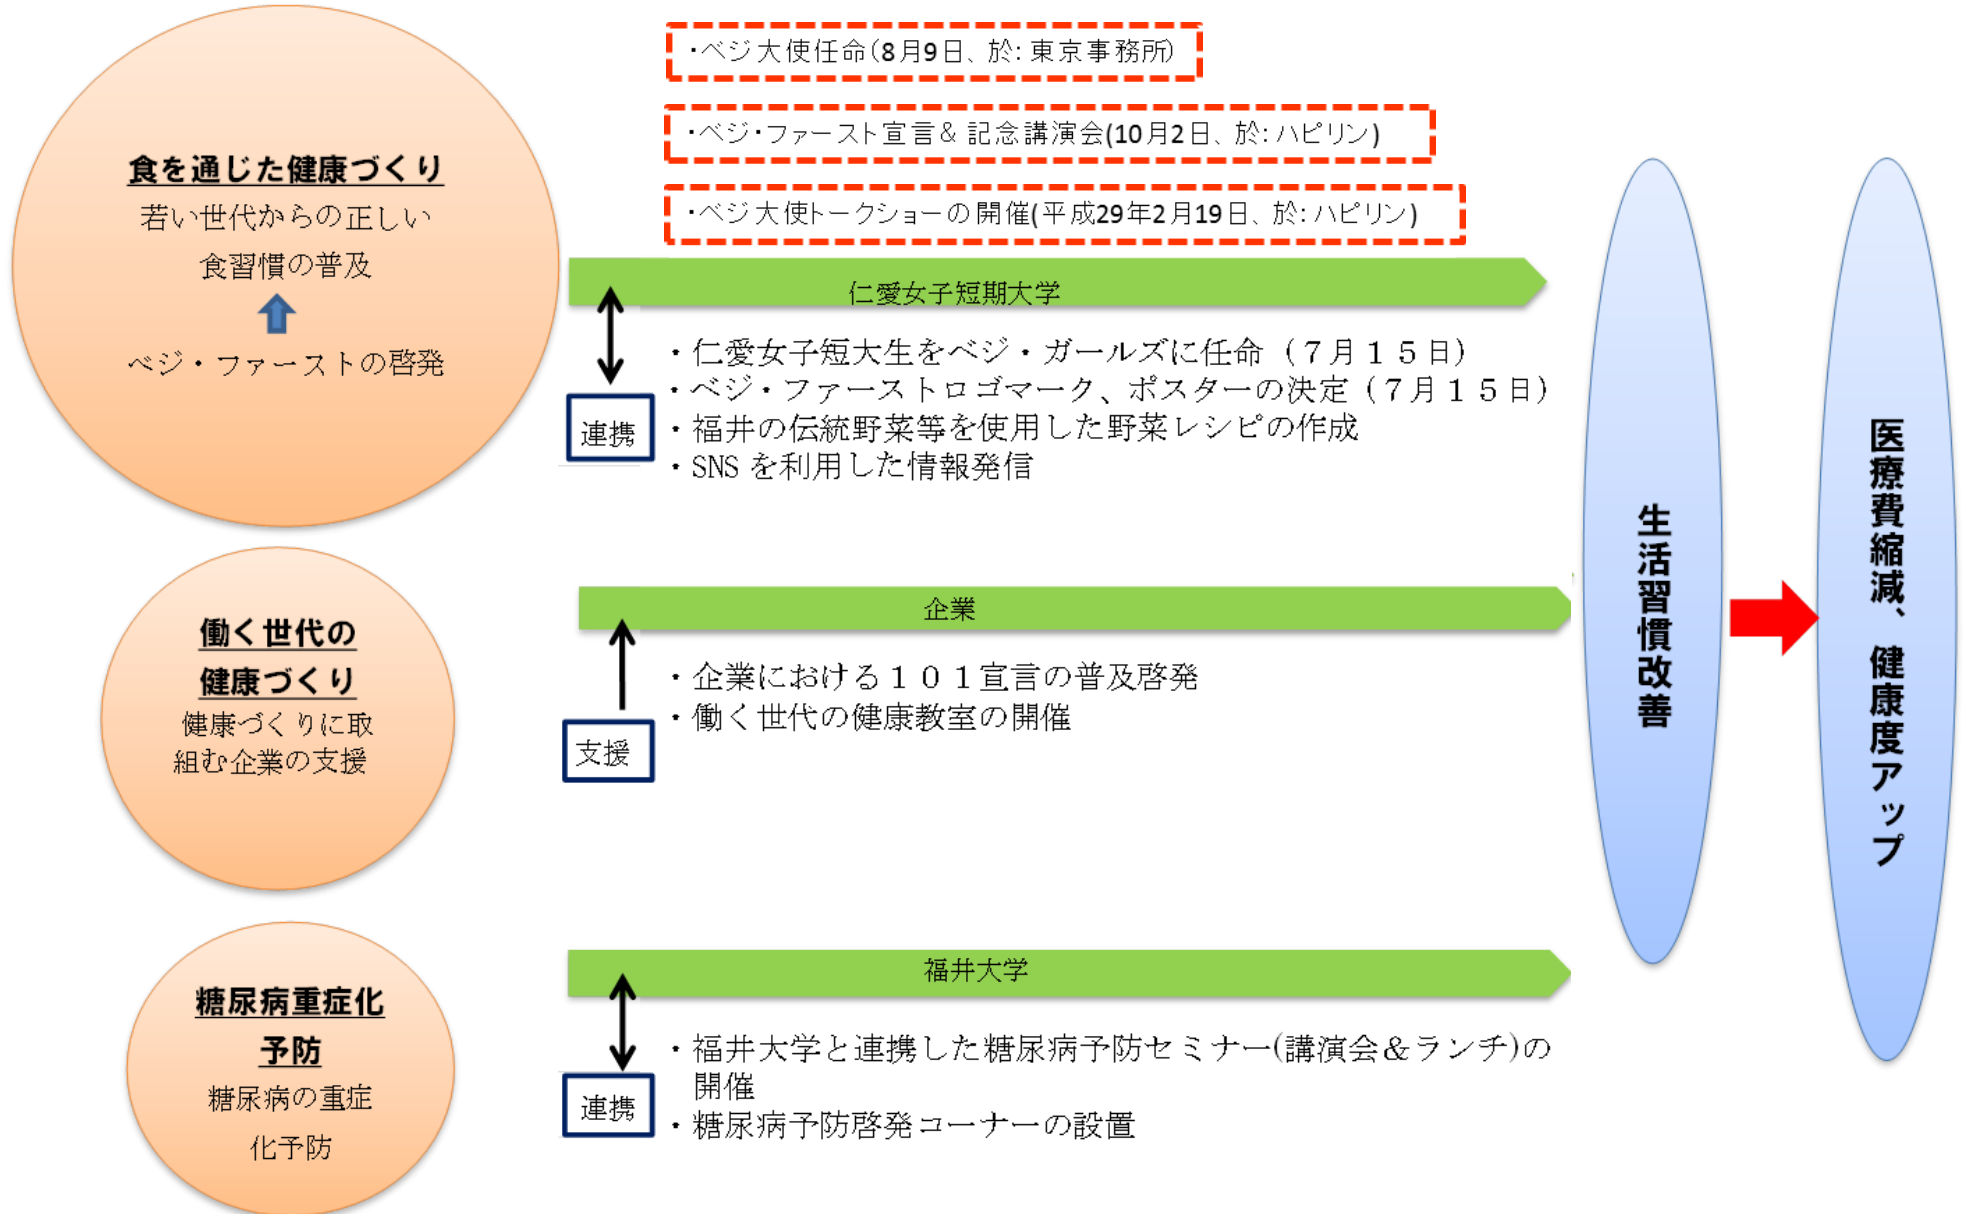 ・ベジ大使任命(8月9日、於:東京事務所)
・ベジ・ファースト宣言&記念講演会(10月2日、於:ハピリン)
・ベジ大使トークショーの開催(平成29年2月19日、於:ハピリン)
食を通じた健康づくり
若い世代からの正しい
食習慣の普及
ベジ・ファーストの啓発
仁愛女子短期大学
連携
・仁愛女子短大生をベジ・ガールズに任命（７月１５日）
・ベジ・ファーストロゴマーク、ポスターの決定（７月１５日）
・福井の伝統野菜等を使用した野菜レシピの作成
・SNSを利用した情報発信
働く世代の
健康づくり
健康づくりに取
組む企業の支援
企業
支援
・企業における１０１宣言の普及啓発
・働く世代の健康教室の開催
糖尿病重症化
予防
糖尿病の重症
化予防
福井大学
連携
・福井大学と連携した糖尿病予防セミナー(講演会＆ランチ)の
開催
・糖尿病予防啓発コーナーの設置
生活習慣改善
医療費縮減、健康度アップ